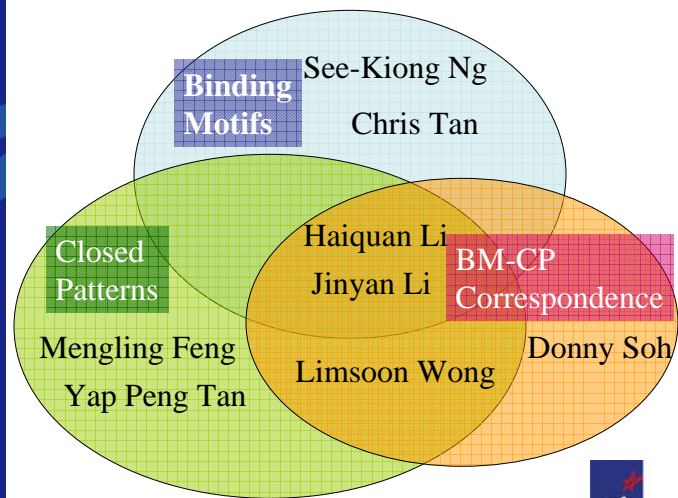 See-Kiong Ng
Binding
Motifs
Chris Tan
Haiquan Li
Closed
Patterns
BM-CP
Correspondence
Jinyan Li
Mengling Feng
Donny Soh
Limsoon Wong
Yap Peng Tan